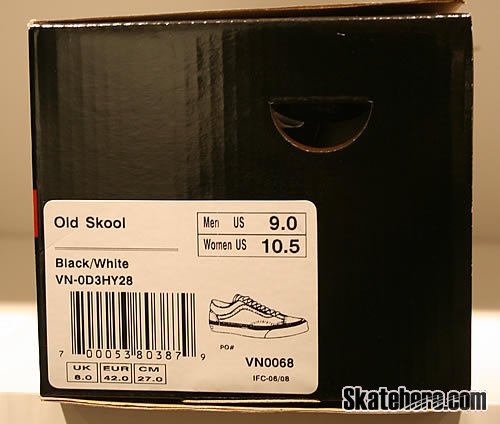 Old Skool
Men US 9.0
Women US 10.5
Black/White
VN-0D3HY28
7 00053 80387 9
PG#
VN0068
UK EUR CM
8.0 42.0 27.0
IFC-06/08
Skatehere.com